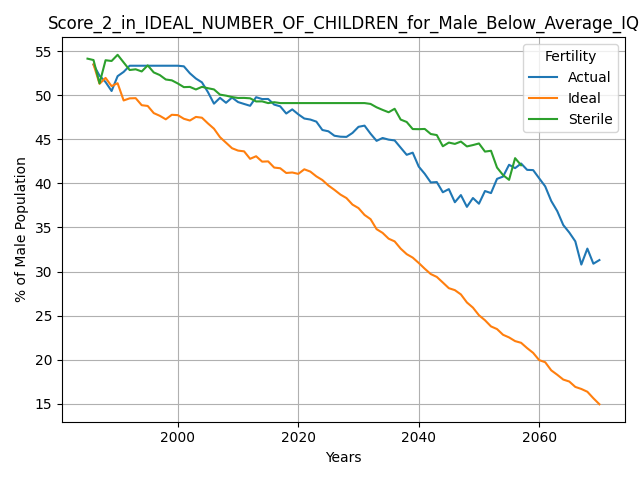 Score_2_in_IDEAL_NUMBER_OF_CHILDREN_for_Male_Below_Average_IQ
Fertility
Actual
Ideal
Sterile
% of Male Population
55
50
45
40
35
30
25
20
15
2000
2020
2040
2060
Years